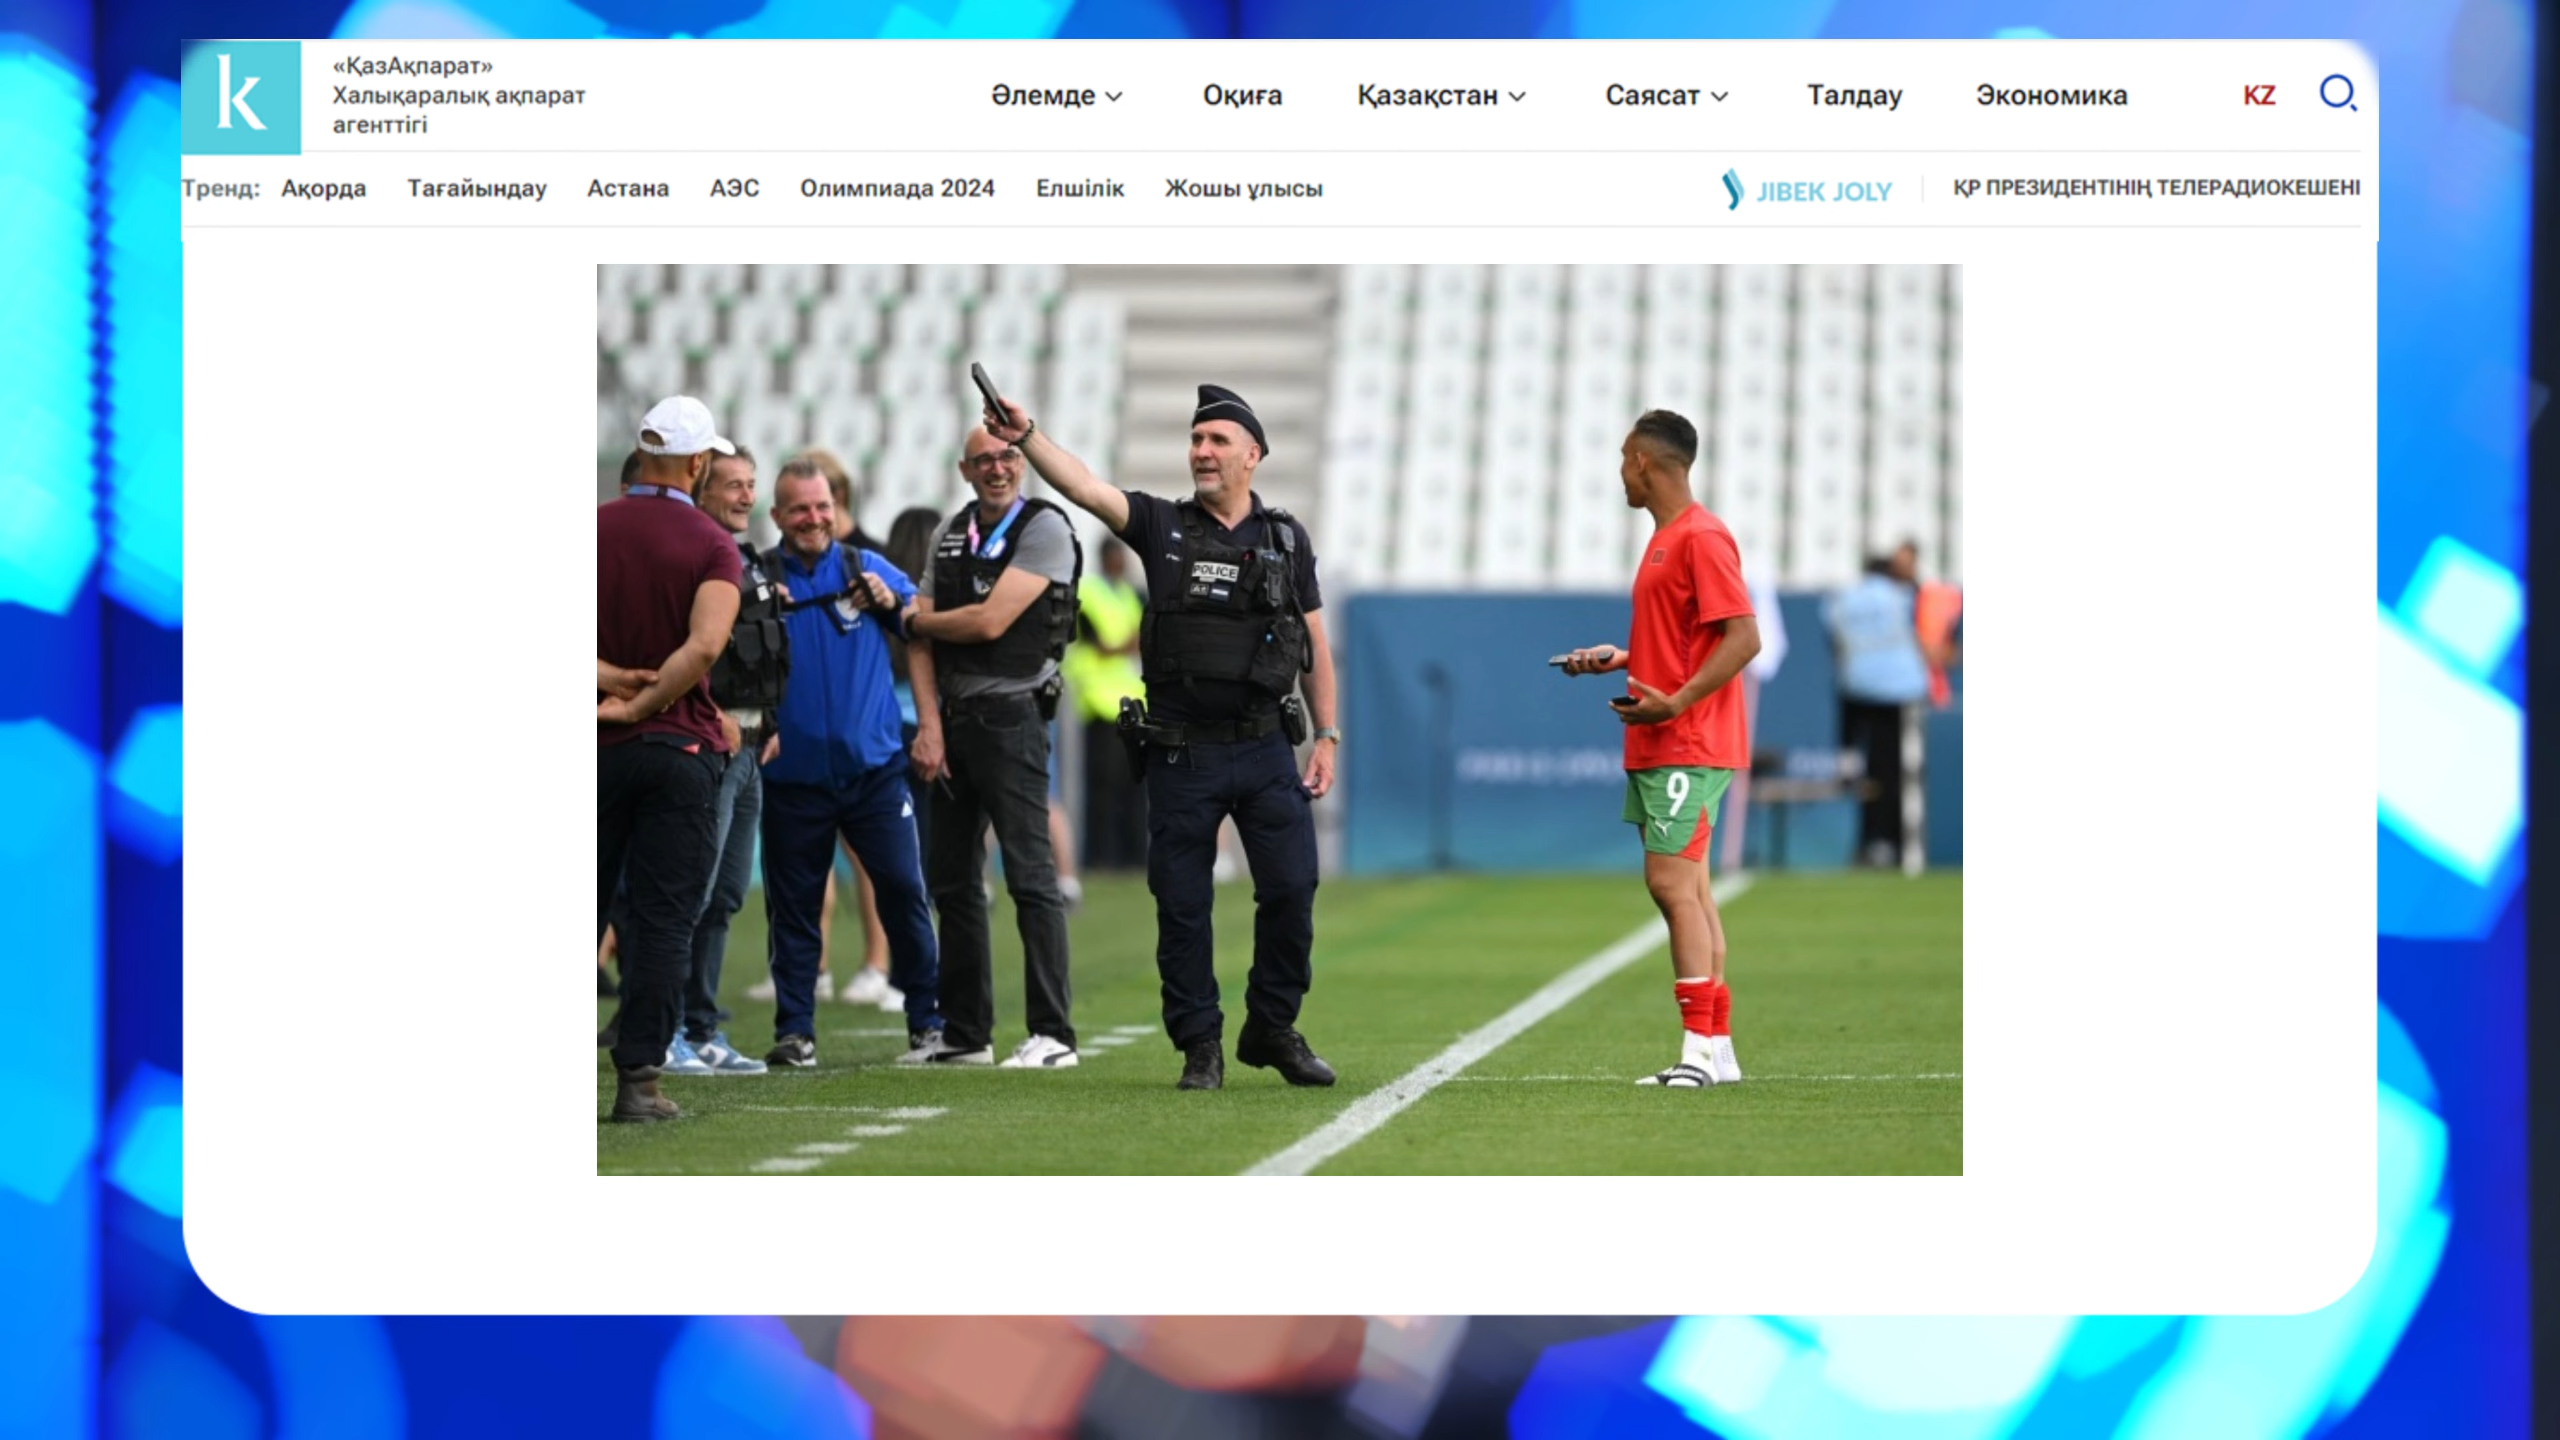 k
«ҚазАқпарат»
Халықаралық ақпарат
агенттігі
Әлемде Оқиға Қазақстан Саясат Талдау Экономика KZ
Тренд: Ақорда Тағайындау Астана АЭС Олимпиада 2024 Елшілік Жошы ұлысы JIBEK JOLY ҚР ПРЕЗИДЕНТІНІҢ ТЕЛЕРАДИОКЕШЕНІ
POLICE
9